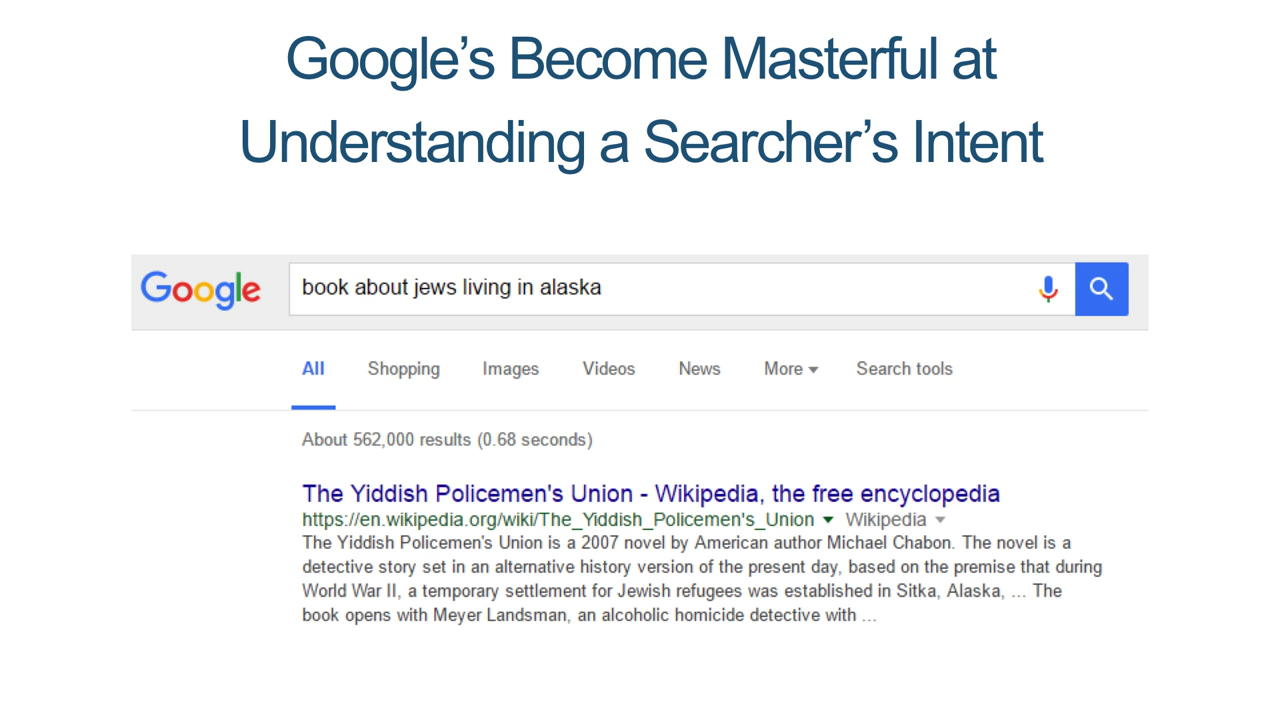 Google’s Become Masterful at
Understanding a Searcher’s Intent
Google
book about jews living in alaska
All Shopping Images Videos News More Search tools
About 562,000 results (0.68 seconds)
The Yiddish Policemen's Union - Wikipedia, the free encyclopedia
https://en.wikipedia.org/wiki/The_Yiddish_Policemen's_Union Wikipedia
The Yiddish Policemen's Union is a 2007 novel by American author Michael Chabon. The novel is a
detective story set in an alternative history version of the present day, based on the premise that during
World War II, a temporary settlement for Jewish refugees was established in Sitka, Alaska, ... The
book opens with Meyer Landsman, an alcoholic homicide detective with ...